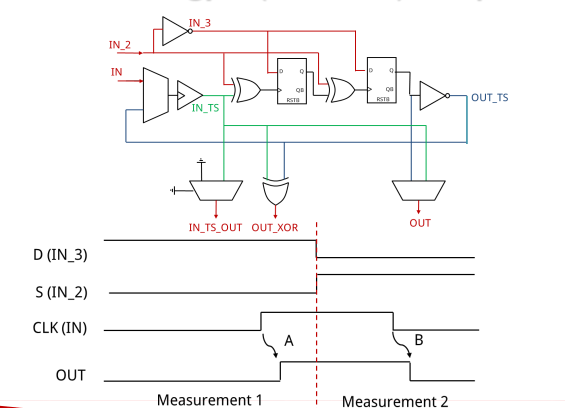 IN_3
IN_2
IN
IN_TS
D Q
QB
RSTB
D Q
QB
RSTB
OUT_TS
IN_TS_OUT OUT_XOR OUT
D (IN_3)
S (IN_2)
CLK (IN)
A B
OUT
Measurement 1 Measurement 2